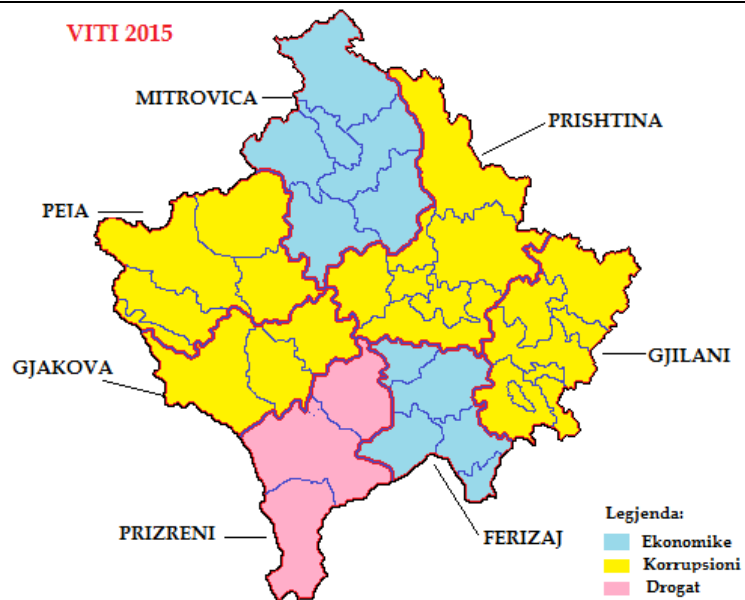 VITI 2015
MITROVICA
PRISHTINA
PEJA
GJILANI
GJAKOVA
PRIZRENI
FERIZAJ
Legjenda:
Ekonomike
Korrupsioni
Drogat